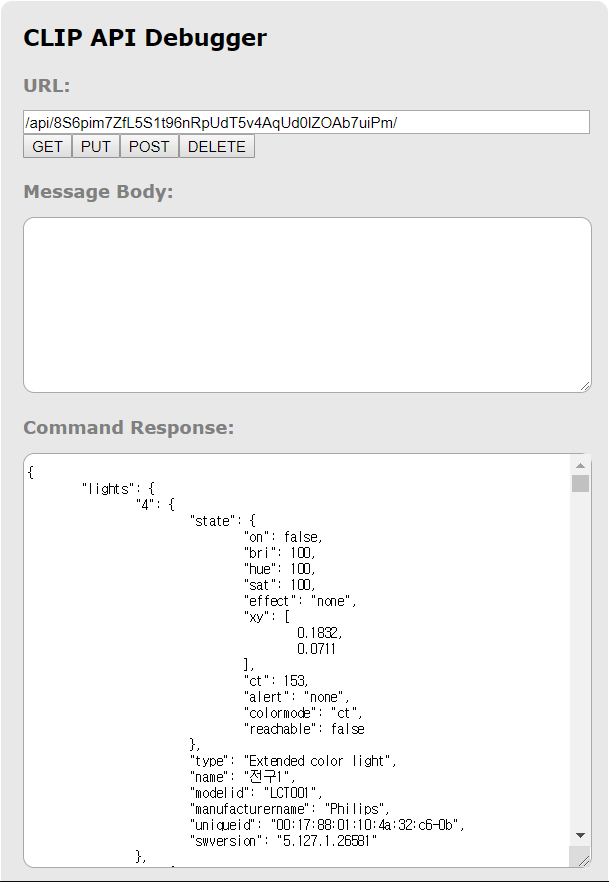 CLIP API Debugger
URL:
/api/8S6pim7ZfL5S1t96nRpUdT5v4AqUd0lZOAb7uiPm/
GET PUT POST DELETE
Message Body:
Command Response:
{
"lights": {
"4": {
"state": {
"on": false,
"bri": 100,
"hue": 100,
"sat": 100,
"effect": "none",
"xy": [
0.1832,
0.0711
],
"ct": 153,
"alert": "none",
"colormode": "ct",
"reachable": false
},
"type": "Extended color light",
"name": "전구1",
"modelid": "LCT001",
"manufacturername": "Philips",
"uniqueid": "00:17:88:01:10:4a:32:c6-0b",
"swversion": "5.127.1.26581"
},